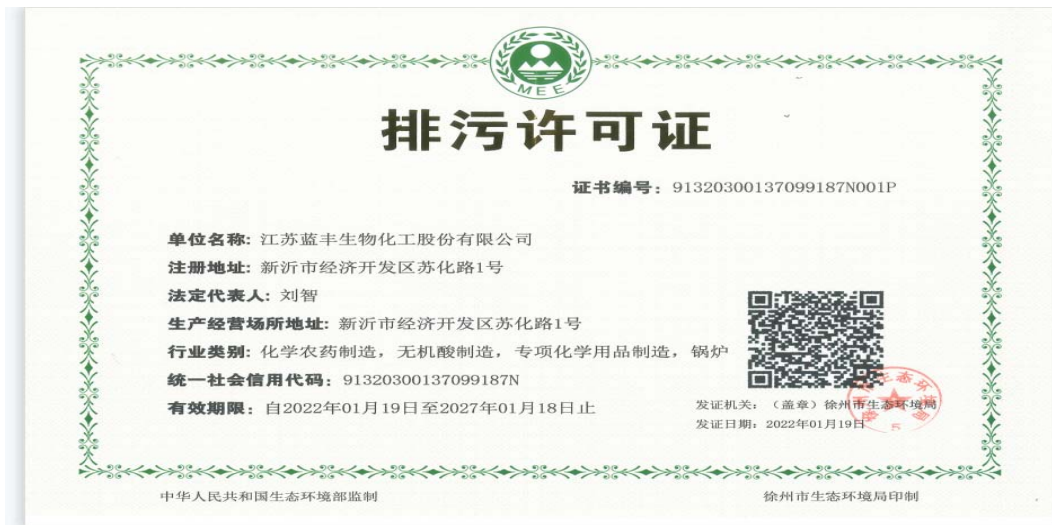 MEE
排污许可证
证书编号：91320300137099187N001P
单位名称: 江苏蓝丰生物化工股份有限公司
注册地址: 新沂市经济开发区苏化路1号
法定代表人: 刘智
生产经营场所地址: 新沂市经济开发区苏化路1号
行业类别: 化学农药制造，无机酸制造，专项化学用品制造，锅炉
统一社会信用代码：91320300137099187N
有效期限：自2022年01月19日至2027年01月18日止
发证机关：（盖章）徐州市生态环境局
发证日期：2022年01月19日
中华人民共和国生态环境部监制
徐州市生态环境局印制